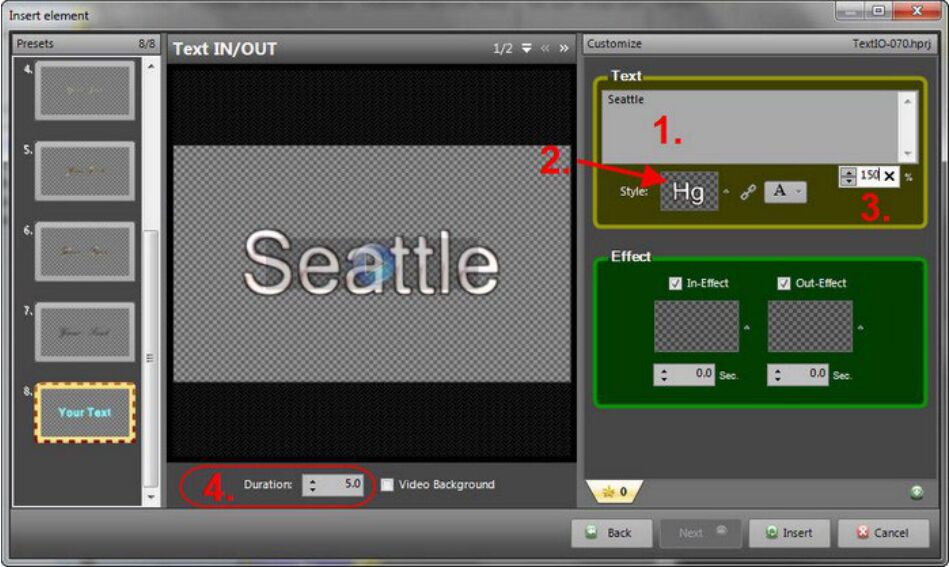 Insert element
Presets 8/8
4.
5.
6.
7.
8.
Your Text
Text IN/OUT 1/2
Seattle
4. Duration: 5.0 Video Background
Customize TextIO-070.hprj
Text
Seattle
1.
2.
Style: Hg A 150 %
3.
Effect
In-Effect Out-Effect
0.0 Sec. 0.0 Sec.
0
Back Next Insert Cancel